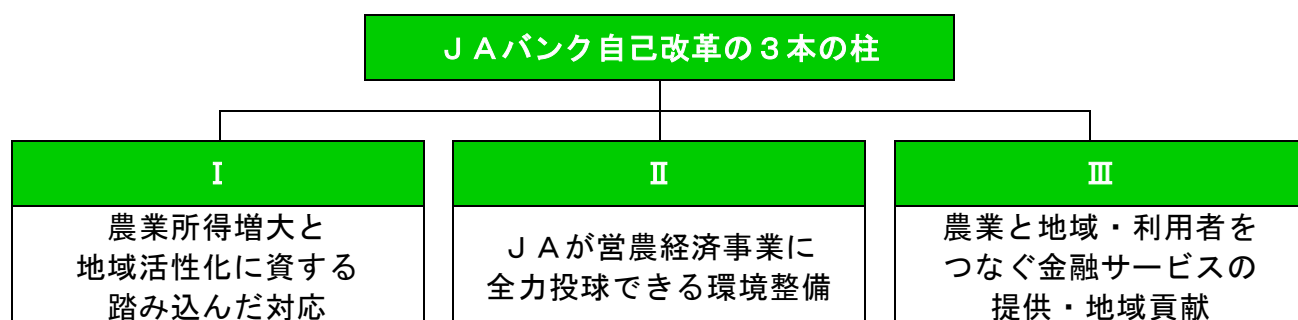 ＪＡバンク自己改革の３本の柱
Ⅰ
農業所得増大と
地域活性化に資する
踏み込んだ対応
Ⅱ
ＪＡが営農経済事業に
全力投球できる環境整備
Ⅲ
農業と地域・利用者を
つなぐ金融サービスの
提供・地域貢献